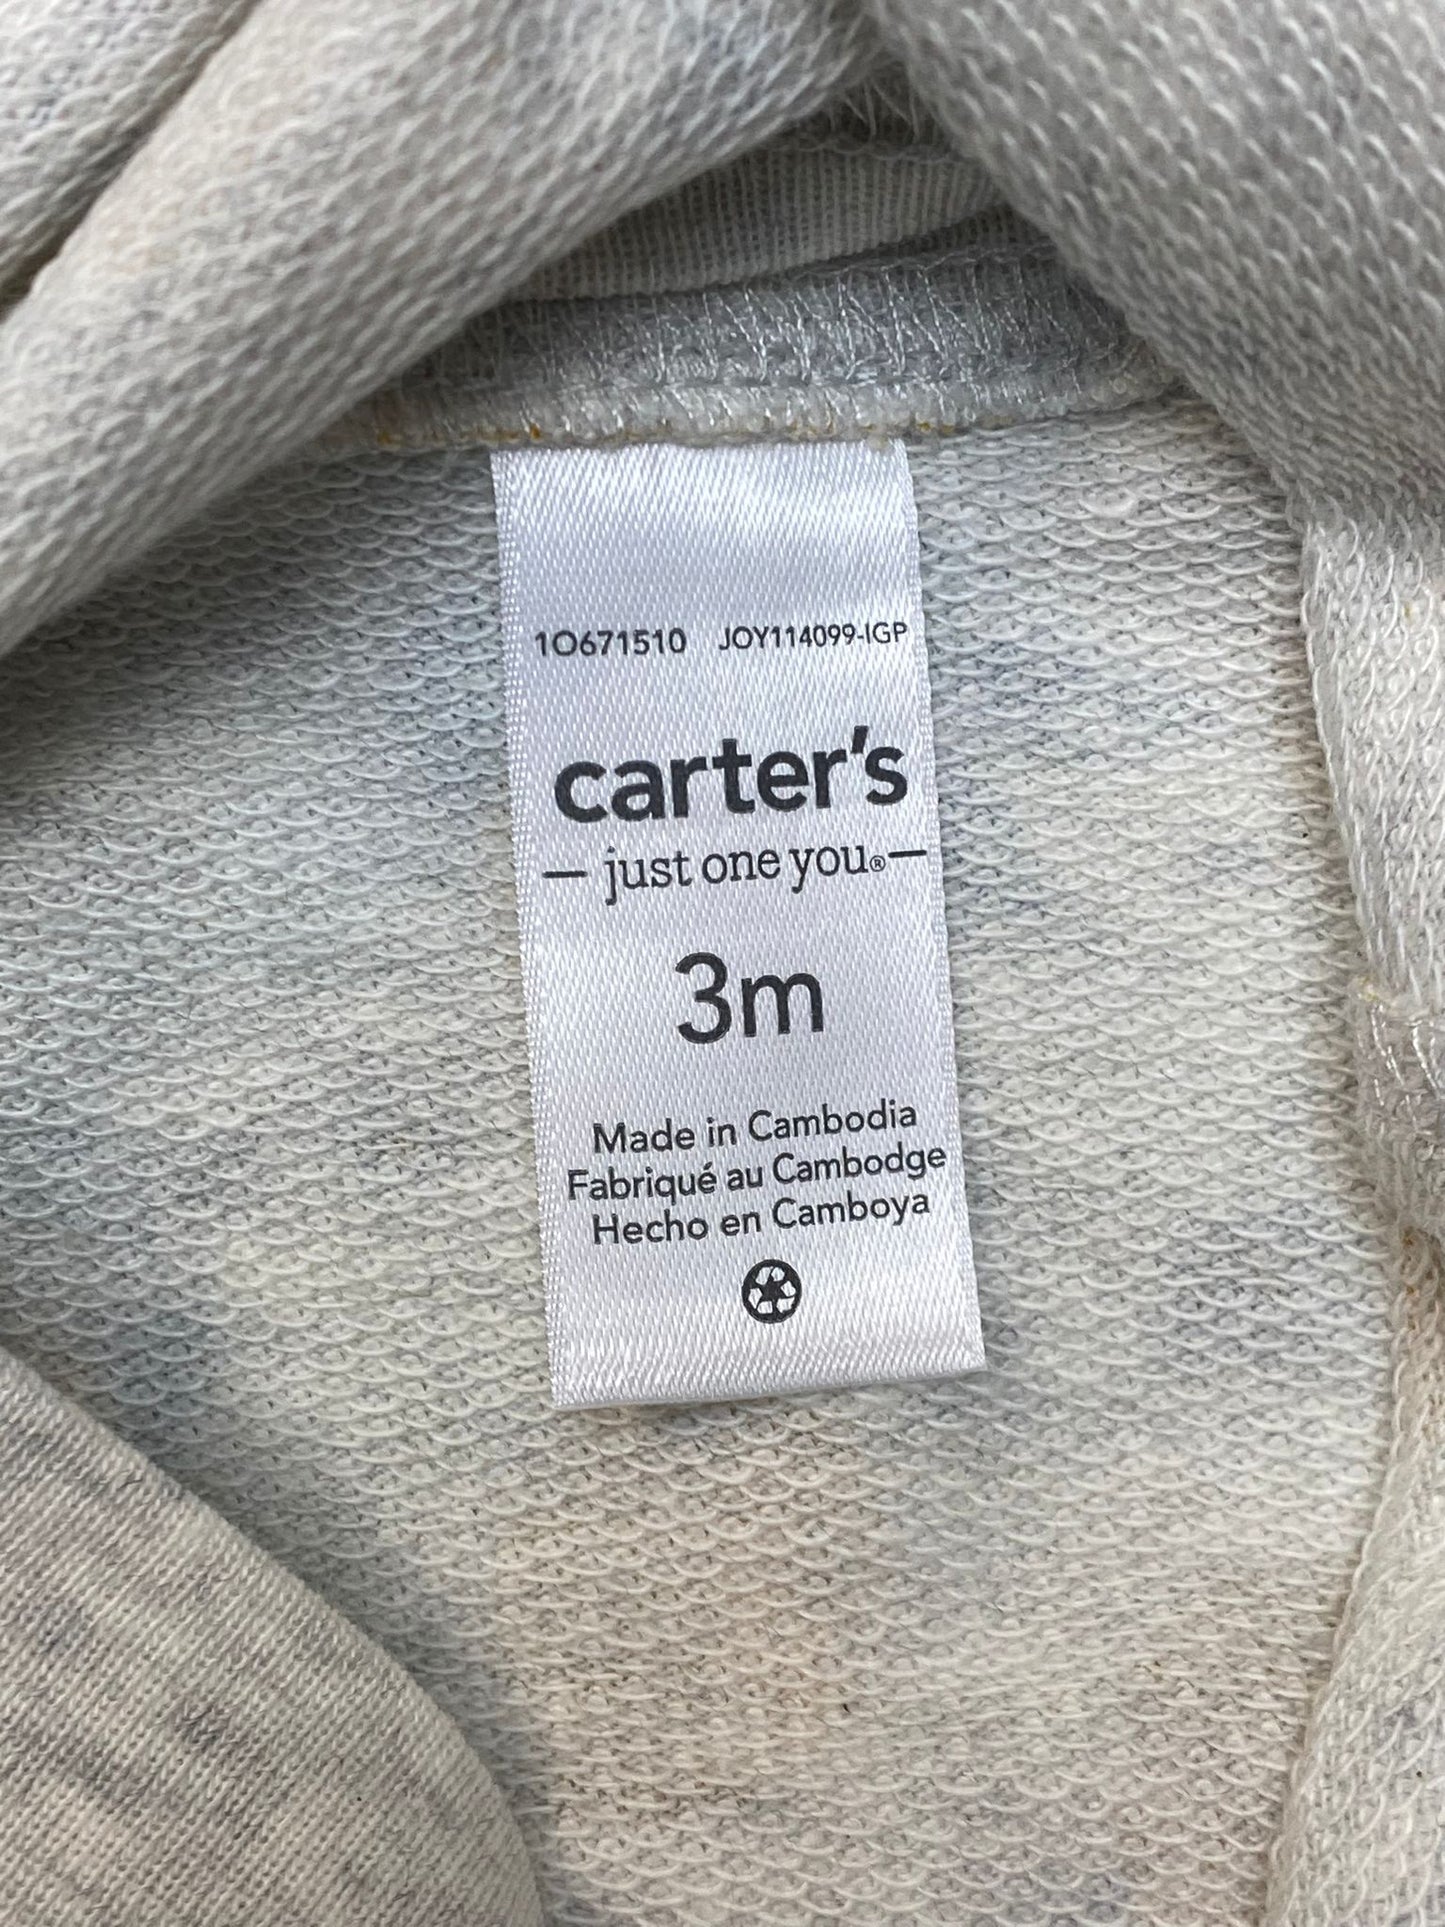 1O671510 JOY114099-IGP
carter's
— just one you® —
3m
Made in Cambodia
Fabriqué au Cambodge
Hecho en Camboya